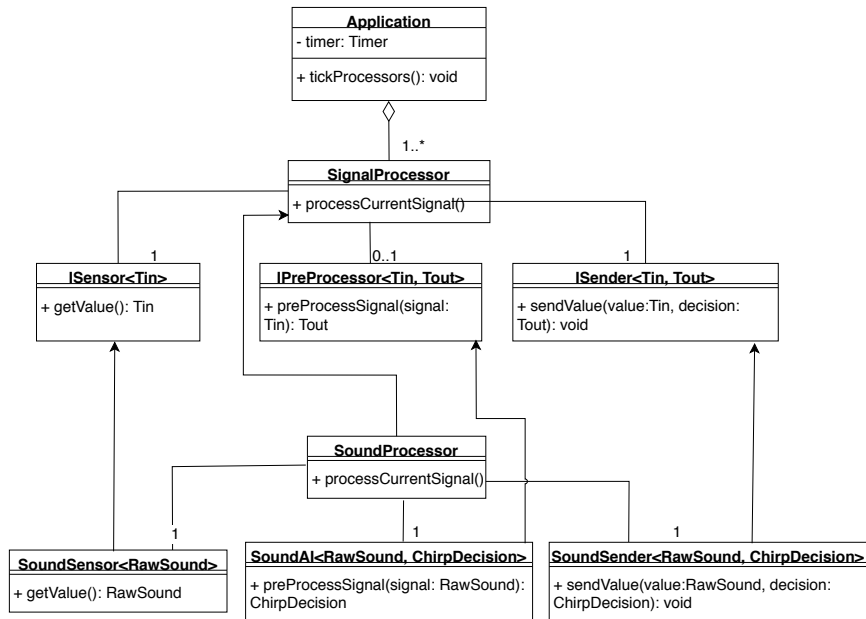 Application
- timer: Timer
+ tickProcessors(): void
1..*
SignalProcessor
+ processCurrentSignal()
1
0..1
1
ISensor<Tin>
+ getValue(): Tin
IPreProcessor<Tin, Tout>
+ preProcessSignal(signal:
Tin): Tout
ISender<Tin, Tout>
+ sendValue(value:Tin, decision:
Tout): void
SoundProcessor
+ processCurrentSignal()
1
1
1
SoundSensor<RawSound>
+ getValue(): RawSound
SoundAI<RawSound, ChirpDecision>
+ preProcessSignal(signal: RawSound):
ChirpDecision
SoundSender<RawSound, ChirpDecision>
+ sendValue(value:RawSound, decision:
ChirpDecision): void